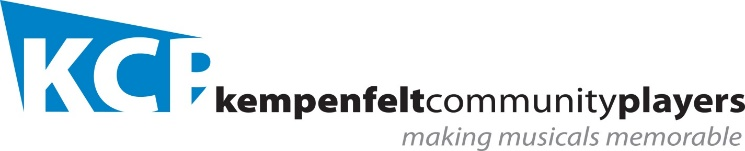 KCP
kempenfeltcommunityplayers
making musicals memorable